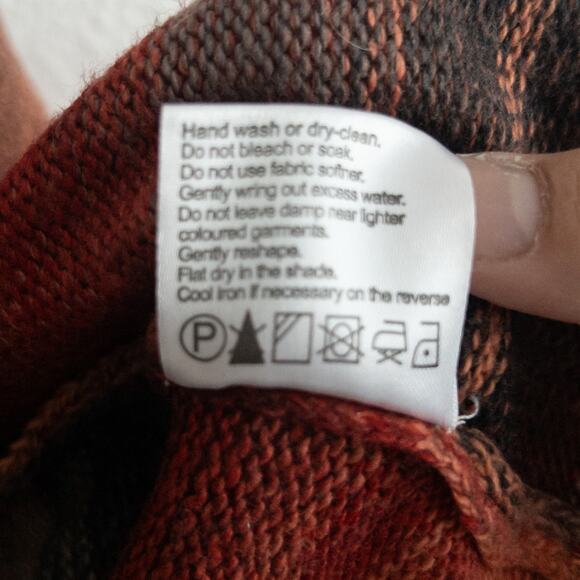 Hand wash or dry-clean.
Do not bleach or soak.
Do not use fabric softner.
Gently wring out excess water.
Do not leave damp near lighter
coloured garments.
Gently reshape.
Flat dry in the shade.
Cool iron if necessary on the reverse
P